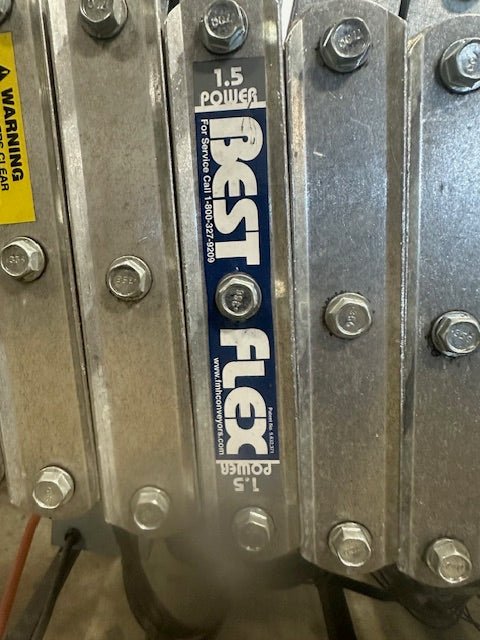 WARNING
CLEAR
1.5
POWER
BEST FLEX
For Service Call 1-800-327-9209
www.fmhconveyors.com
POWER
1.5